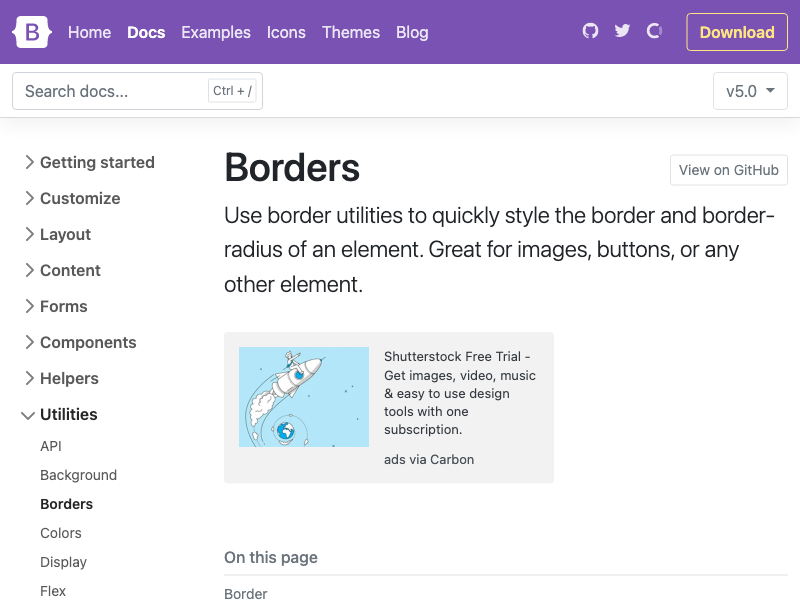 B Home Docs Examples Icons Themes Blog Download
Search docs... Ctrl + / v5.0
Getting started
Customize
Layout
Content
Forms
Components
Helpers
Utilities
API
Background
Borders
Colors
Display
Flex
Borders
View on GitHub
Use border utilities to quickly style the border and border-
radius of an element. Great for images, buttons, or any
other element.
Shutterstock Free Trial -
Get images, video, music
& easy to use design
tools with one
subscription.
ads via Carbon
On this page
Border